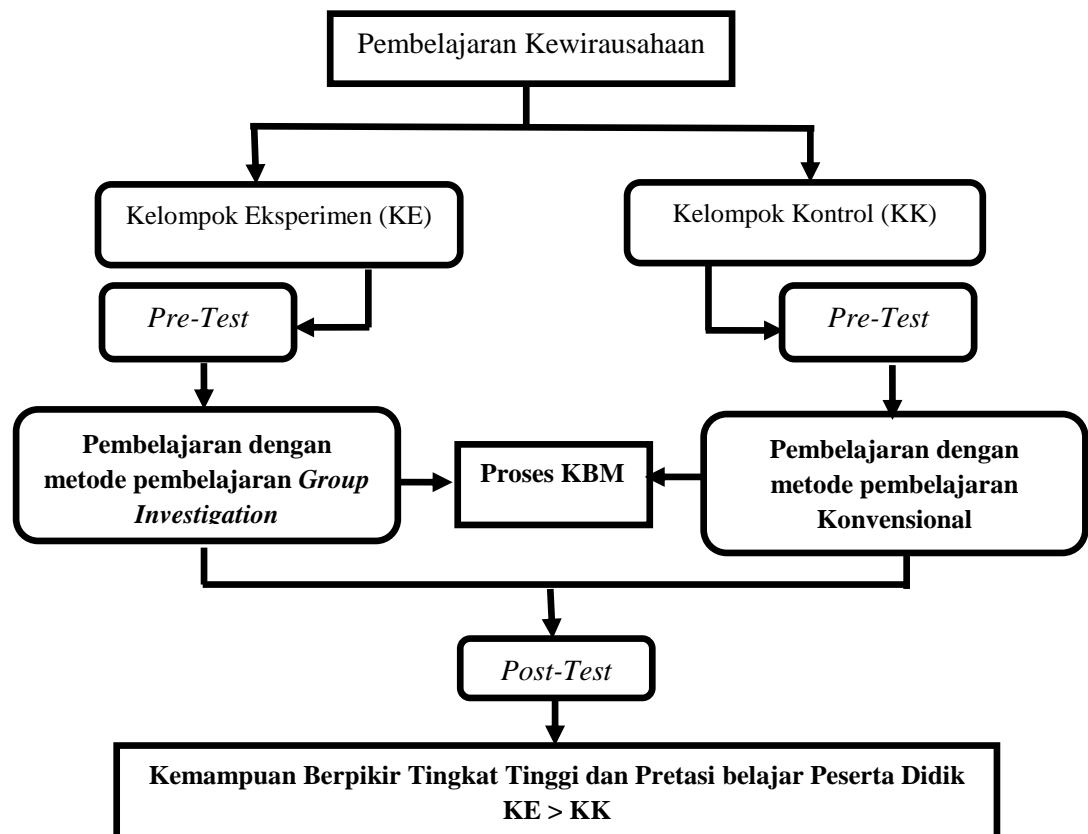 Pembelajaran Kewirausahaan
Kelompok Eksperimen (KE)
Kelompok Kontrol (KK)
Pre-Test
Pre-Test
Pembelajaran dengan
metode pembelajaran Group
Investigation
Proses KBM
Pembelajaran dengan
metode pembelajaran
Konvensional
Post-Test
Kemampuan Berpikir Tingkat Tinggi dan Pretasi belajar Peserta Didik
KE > KK